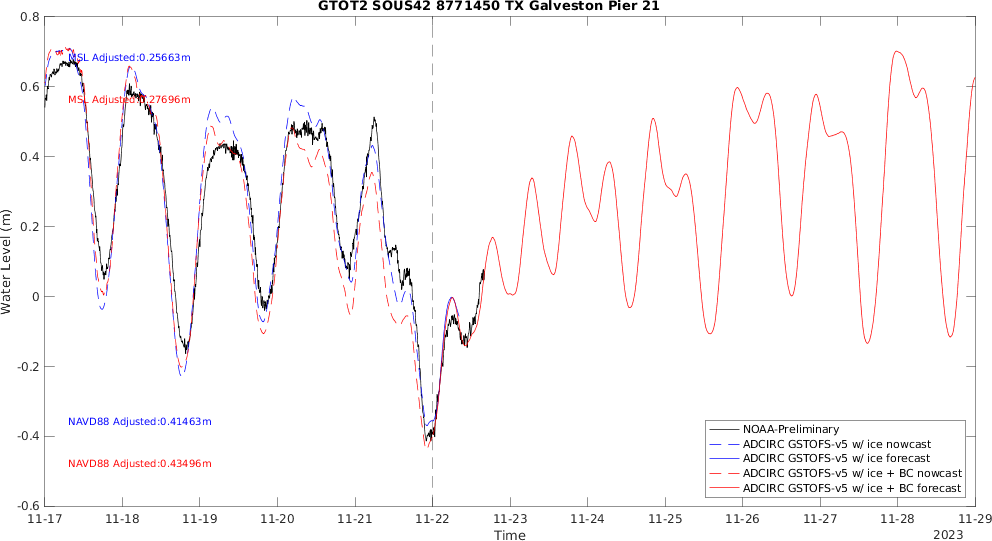 GTOT2 SOUS42 8771450 TX Galveston Pier 21
0.8
0.6
0.4
0.2
0
-0.2
-0.4
-0.6
Water Level (m)
MSL Adjusted:0.25663m
MSL Adjusted:0.27696m
NAVD88 Adjusted:0.41463m
NAVD88 Adjusted:0.43496m
NOAA-Preliminary
ADCIRC GSTOFS-v5 w/ ice nowcast
ADCIRC GSTOFS-v5 w/ ice forecast
ADCIRC GSTOFS-v5 w/ ice + BC nowcast
ADCIRC GSTOFS-v5 w/ ice + BC forecast
11-17 11-18 11-19 11-20 11-21 11-22 11-23 11-24 11-25 11-26 11-27 11-28 11-29
Time
2023